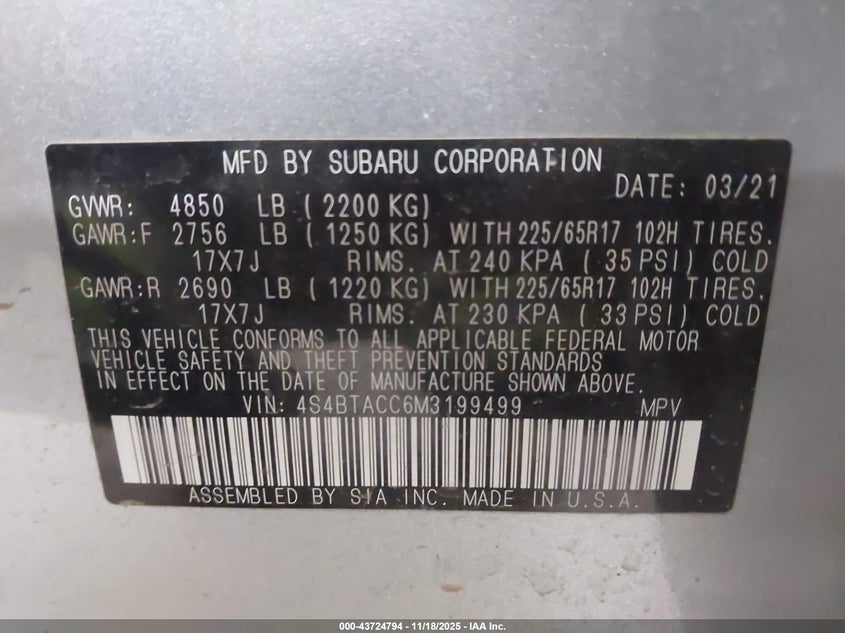 MFD BY SUBARU CORPORATION
DATE: 03/21
GVWR: 4850 LB ( 2200 KG)
GAWR:F 2756 LB ( 1250 KG) WITH 225/65R17 102H TIRES.
17X7J RIMS. AT 240 KPA ( 35 PSI) COLD
GAWR:R 2690 LB ( 1220 KG) WITH 225/65R17 102H TIRES.
17X7J RIMS. AT 230 KPA ( 33 PSI) COLD
THIS VEHICLE CONFORMS TO ALL APPLICABLE FEDERAL MOTOR
VEHICLE SAFETY AND THEFT PREVENTION STANDARDS
IN EFFECT ON THE DATE OF MANUFACTURE SHOWN ABOVE.
VIN: 4S4BTACC6M3199499 MPV
ASSEMBLED BY SIA INC. MADE IN U.S.A.
000-43724794 - 11/18/2025 - IAA Inc.